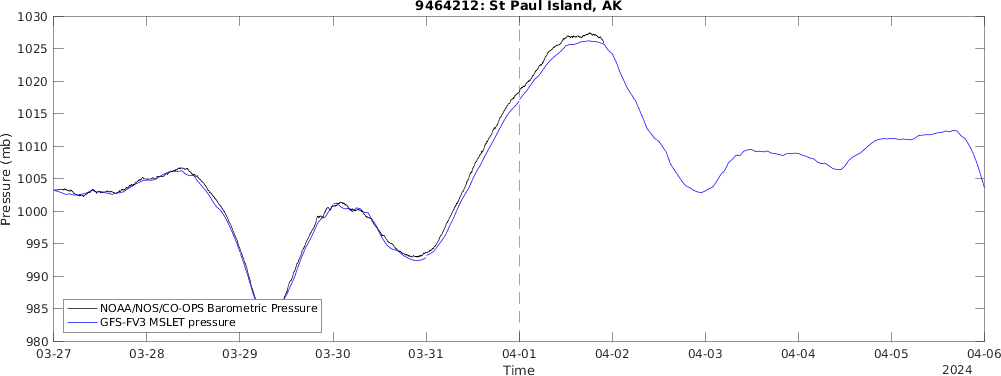 9464212: St Paul Island, AK
1030
1025
1020
1015
1010
1005
1000
995
990
985
980
Pressure (mb)
NOAA/NOS/CO-OPS Barometric Pressure
GFS-FV3 MSLET pressure
03-27 03-28 03-29 03-30 03-31 04-01 04-02 04-03 04-04 04-05 04-06
Time
2024